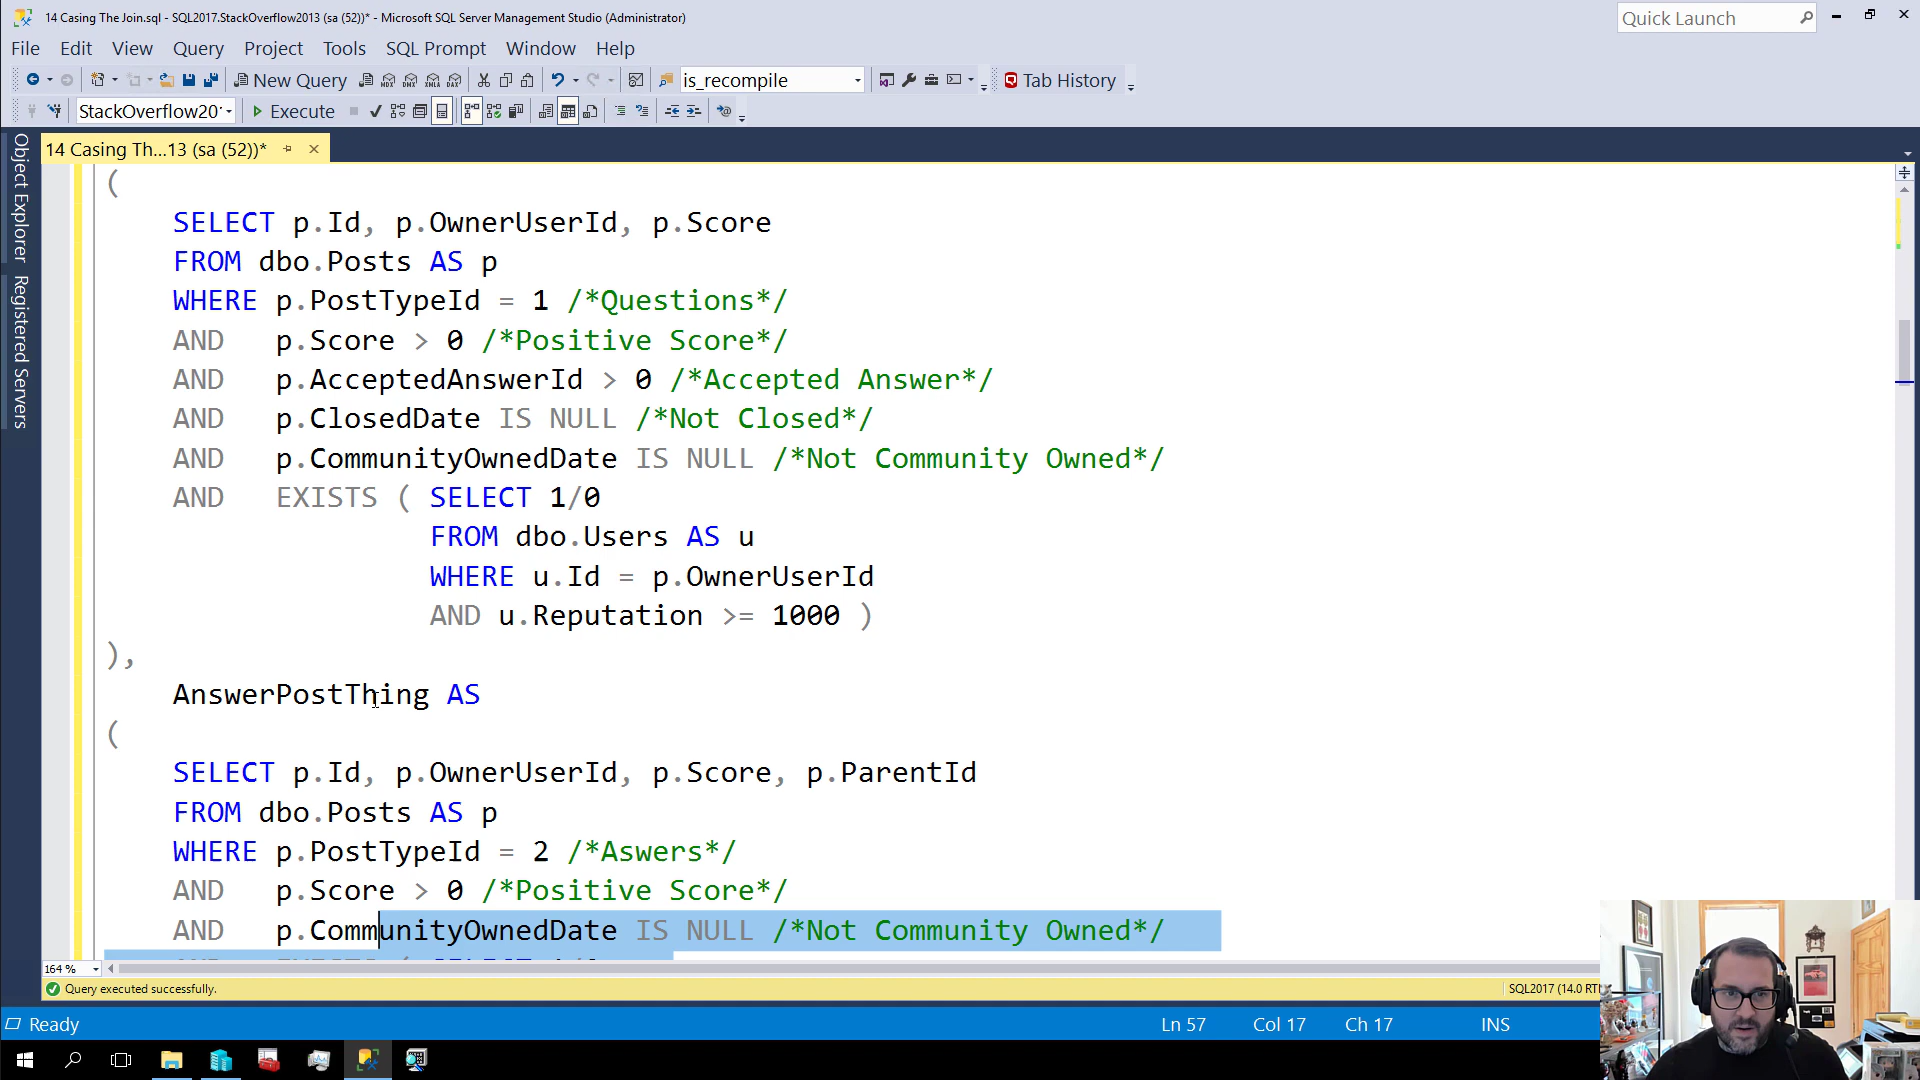 14 Casing The Join.sql - SQL2017.StackOverflow2013 (sa (52))* - Microsoft SQL Server Management Studio (Administrator)
Quick Launch
File Edit View Query Project Tools SQL Prompt Window Help
New Query
is_recompile
Tab History
StackOverflow20'
Execute
14 Casing Th...13 (sa (52))*
Object Explorer
Registered Servers
(
SELECT p.Id, p.OwnerUserId, p.Score
FROM dbo.Posts AS p
WHERE p.PostTypeId = 1 /*Questions*/
AND p.Score > 0 /*Positive Score*/
AND p.AcceptedAnswerId > 0 /*Accepted Answer*/
AND p.ClosedDate IS NULL /*Not Closed*/
AND p.CommunityOwnedDate IS NULL /*Not Community Owned*/
AND EXISTS ( SELECT 1/0
FROM dbo.Users AS u
WHERE u.Id = p.OwnerUserId
AND u.Reputation >= 1000 )
),
AnswerPostThing AS
(
SELECT p.Id, p.OwnerUserId, p.Score, p.ParentId
FROM dbo.Posts AS p
WHERE p.PostTypeId = 2 /*Aswers*/
AND p.Score > 0 /*Positive Score*/
AND p.CommunityOwnedDate IS NULL /*Not Community Owned*/
164 %
Query executed successfully.
SQL2017 (14.0 RT
Ready
Ln 57 Col 17 Ch 17 INS